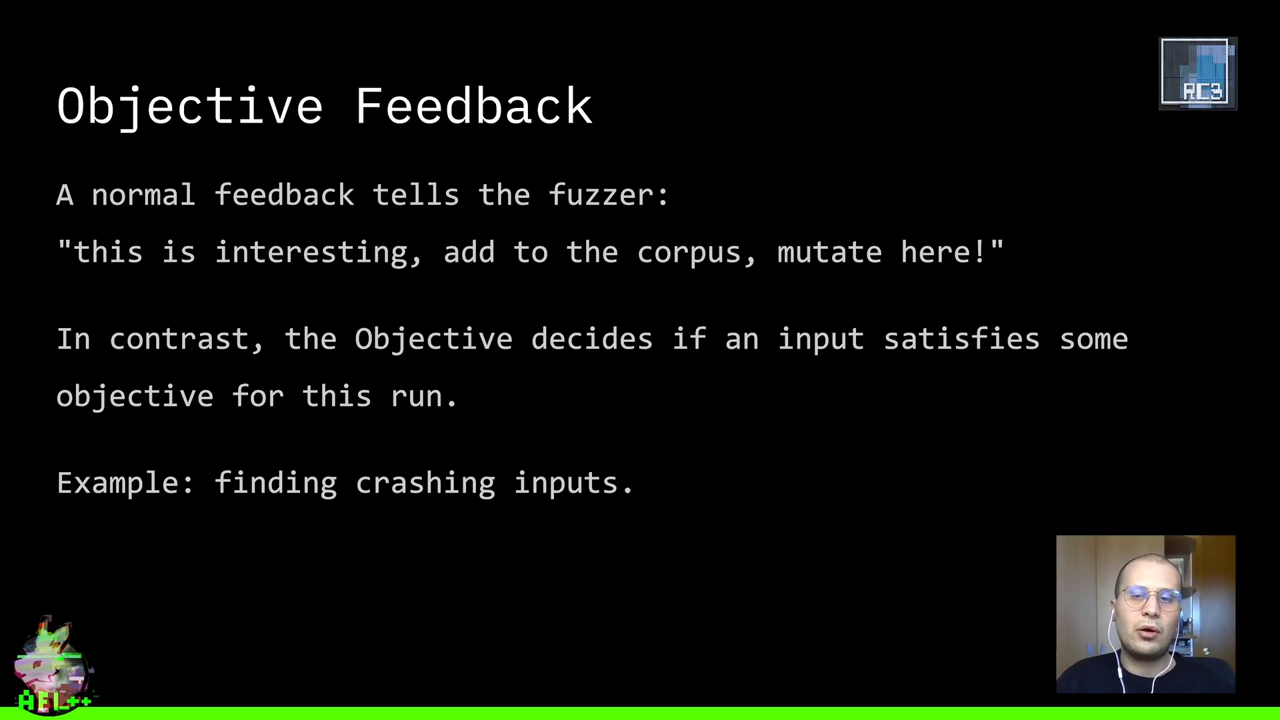 Objective Feedback
RC3
A normal feedback tells the fuzzer:
"this is interesting, add to the corpus, mutate here!"
In contrast, the Objective decides if an input satisfies some
objective for this run.
Example: finding crashing inputs.
AFL++